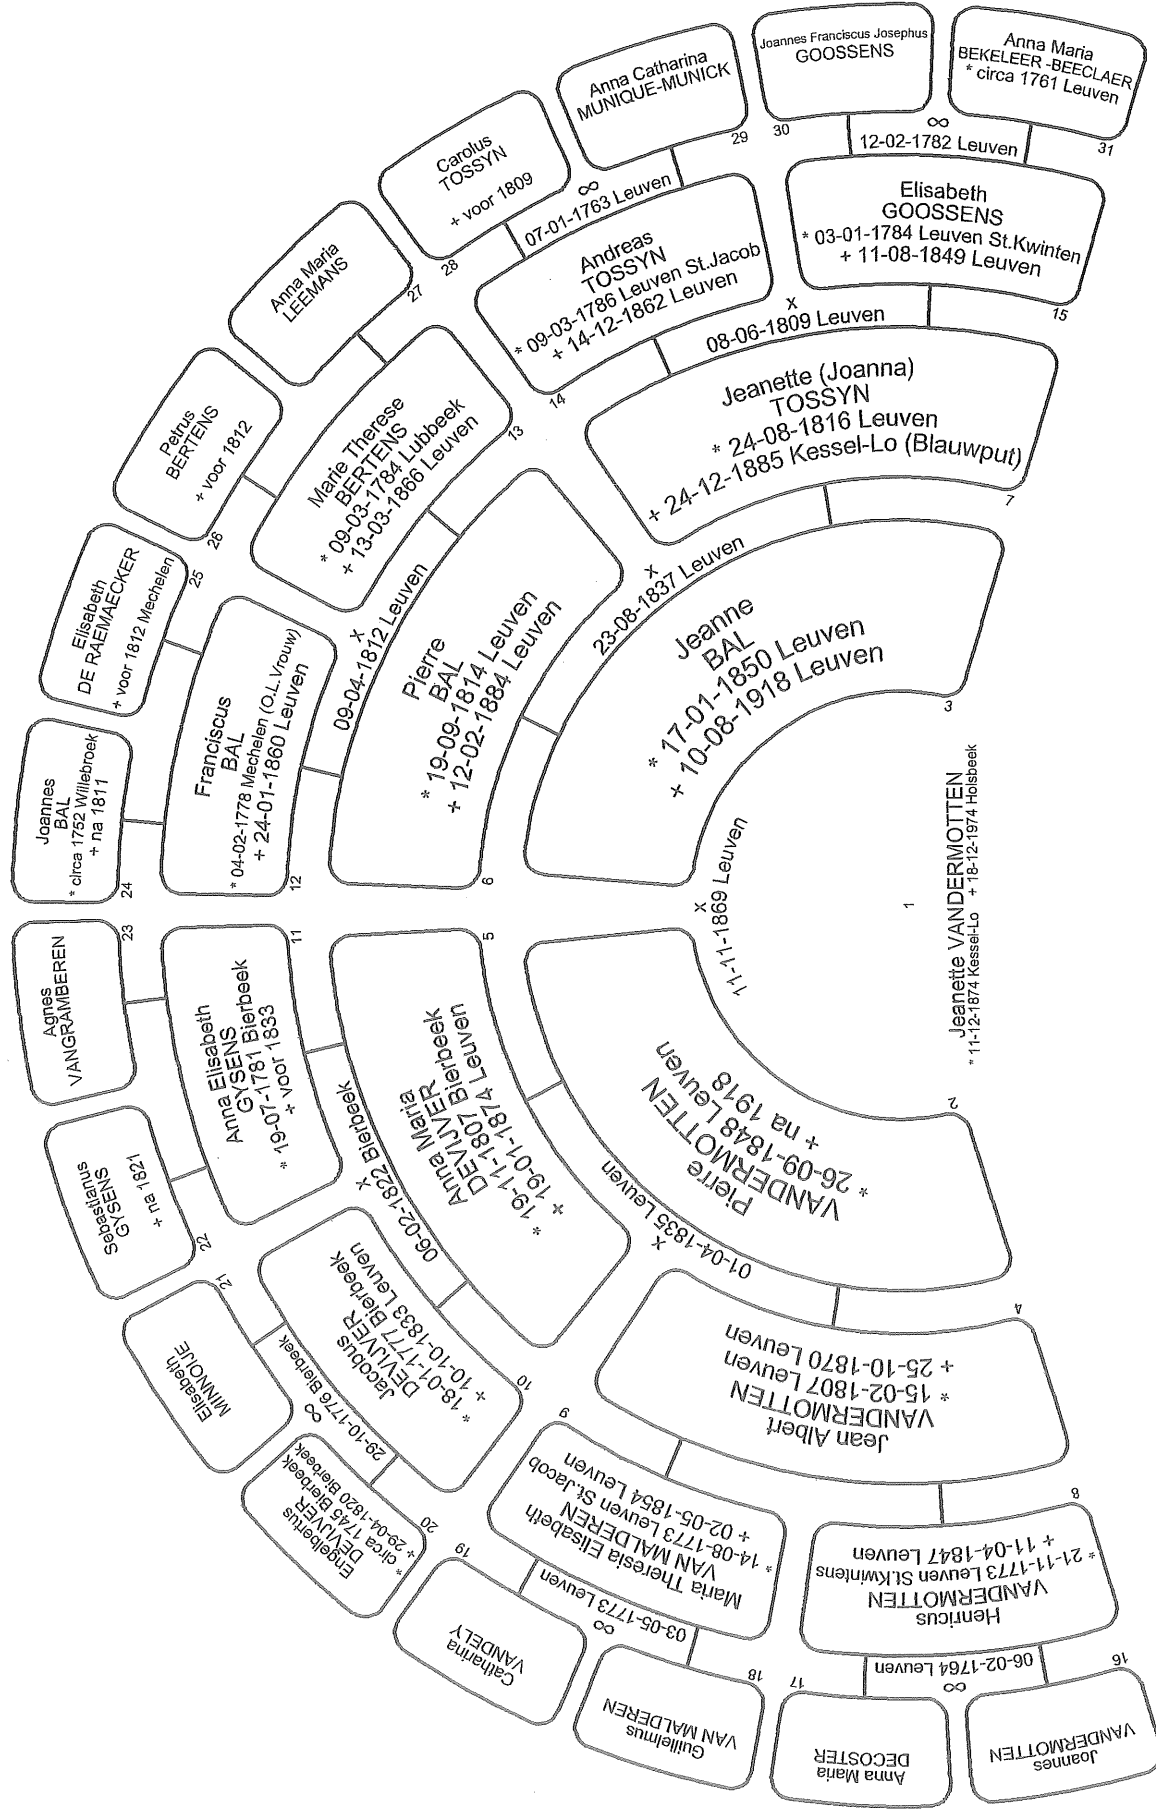 Jeanette VANDERMOTTEN
* 11-12-1874 Kessel-Lo + 18-12-1974 Holsbeek
1
Pierre
VANDERMOTTEN
* 26-09-1848 Leuven
+ na 1918
2
x
11-11-1869 Leuven
Jeanne
BAL
* 17-01-1850 Leuven
+ 10-08-1918 Leuven
3
Jean Albert
VANDERMOTTEN
* 15-02-1807 Leuven
+ 25-10-1870 Leuven
4
x
01-04-1835 Leuven
Anna Maria
DEVIJVER
* 19-11-1807 Bierbeek
+ 19-01-1874 Leuven
5
Pierre
BAL
* 19-09-1814 Leuven
+ 12-02-1884 Leuven
6
x
23-08-1837 Leuven
Jeanette (Joanna)
TOSSYN
* 24-08-1816 Leuven
+ 24-12-1885 Kessel-Lo (Blauwput)
7
Henricus
VANDERMOTTEN
* 21-11-1773 Leuven St.Kwintens
+ 11-04-1847 Leuven
8
Maria Theresia Elisabeth
VAN MALDEREN
* 14-08-1773 Leuven St.Jacob
+ 02-05-1854 Leuven
9
Jacobus
DEVIJVER
* 18-01-1777 Bierbeek
+ 10-10-1833 Leuven
10
x
06-02-1822 Bierbeek
Anna Elisabeth
GYSENS
* 19-07-1781 Bierbeek
+ voor 1833
11
Franciscus
BAL
* 04-02-1778 Mechelen (O.L.Vrouw)
+ 24-01-1860 Leuven
12
x
09-04-1812 Leuven
Marie Therese
BERTENS
* 09-03-1784 Lubbeek
+ 13-03-1866 Leuven
13
Andreas
TOSSYN
* 09-03-1786 Leuven St.Jacob
+ 14-12-1862 Leuven
14
x
08-06-1809 Leuven
Elisabeth
GOOSSENS
* 03-01-1784 Leuven St.Kwinten
+ 11-08-1849 Leuven
15
Joannes
VANDERMOTTEN
16
∞
06-02-1764 Leuven
Anna Maria
DECOSTER
17
Guillelmus
VAN MALDEREN
18
∞
03-05-1773 Leuven
Catharina
VANDELY
19
Engelbertus
DEVIJVER
* circa 1745 Bierbeek
+ 29-04-1820 Bierbeek
20
∞
29-10-1776 Bierbeek
Elisabeth
MINNOIJE
21
Sebastianus
GYSENS
+ na 1821
22
Agnes
VANGRAMBEREN
23
Joannes
BAL
* circa 1752 Willebroek
+ na 1811
24
Elisabeth
DE RAEMAECKER
+ voor 1812 Mechelen
25
Petrus
BERTENS
+ voor 1812
26
Anna Maria
LEEMANS
27
Carolus
TOSSYN
+ voor 1809
28
∞
07-01-1763 Leuven
Anna Catharina
MUNIQUE-MUNICK
29
Joannes Franciscus Josephus
GOOSSENS
30
∞
12-02-1782 Leuven
Anna Maria
BEKELEER -BEECLAER
* circa 1761 Leuven
31